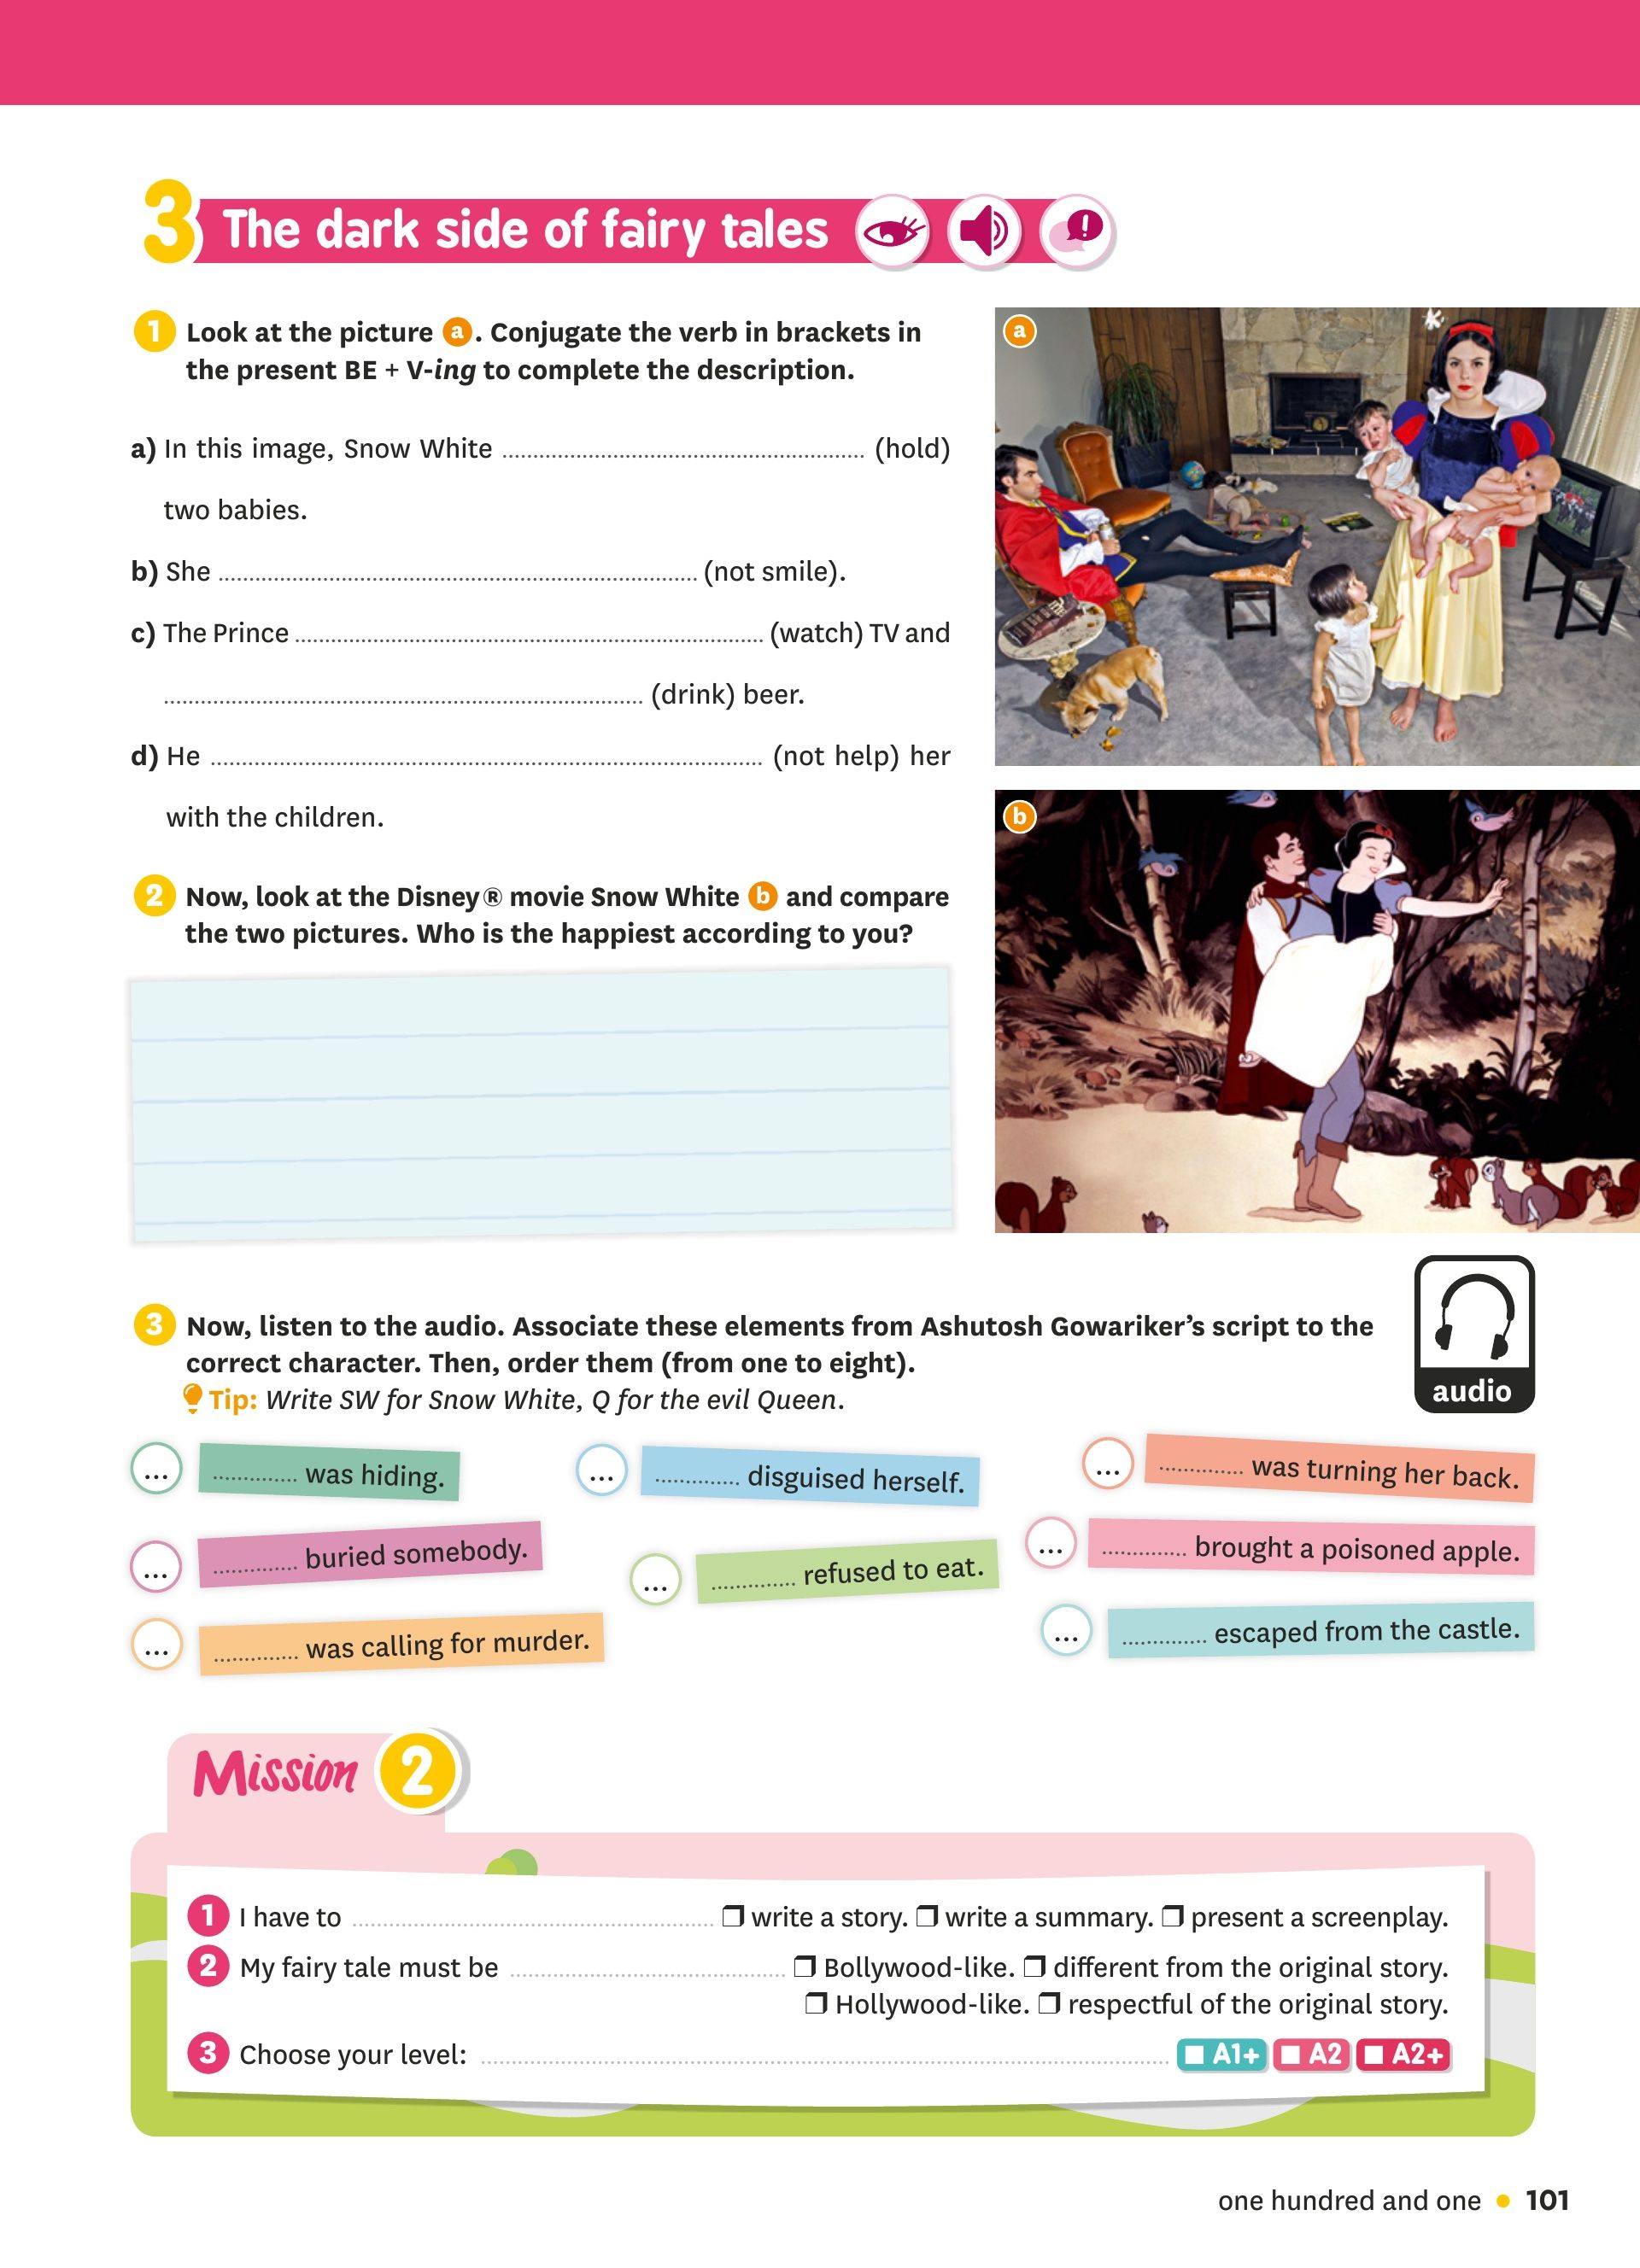 3 The dark side of fairy tales
1 Look at the picture a. Conjugate the verb in brackets in
the present BE + V-ing to complete the description.
a) In this image, Snow White ............................................................ (hold)
two babies.
b) She ............................................................................... (not smile).
c) The Prince ............................................................................. (watch) TV and
............................................................................... (drink) beer.
d) He ........................................................................................... (not help) her
with the children.
a
2 Now, look at the Disney® movie Snow White b and compare
the two pictures. Who is the happiest according to you?
b
3 Now, listen to the audio. Associate these elements from Ashutosh Gowariker's script to the
correct character. Then, order them (from one to eight).
Tip: Write SW for Snow White, Q for the evil Queen.
audio
... .............. was hiding.
... .............. disguised herself.
... .............. was turning her back.
... .............. buried somebody.
... .............. refused to eat.
... .............. brought a poisoned apple.
... .............. was calling for murder.
... .............. escaped from the castle.
Mission 2
1 I have to ............................................................ ❒ write a story. ❒ write a summary. ❒ present a screenplay.
2 My fairy tale must be ............................................. ❒ Bollywood-like. ❒ different from the original story.
❒ Hollywood-like. ❒ respectful of the original story.
3 Choose your level: .................................................................................................................. ■ A1+ ■ A2 ■ A2+
one hundred and one • 101